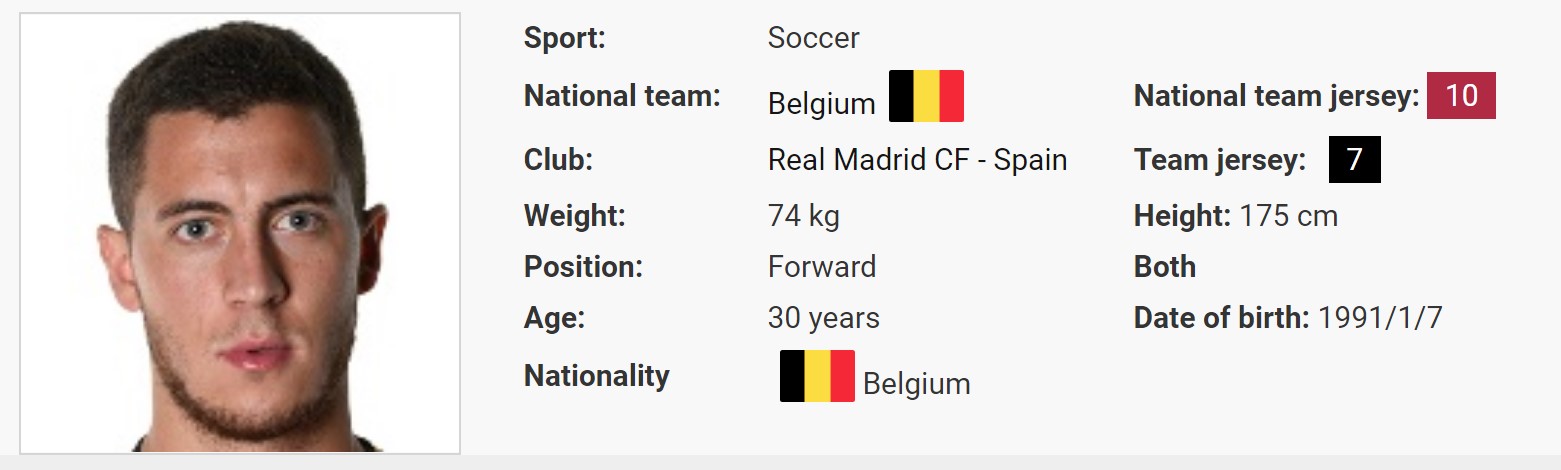 Sport: Soccer
National team: Belgium National team jersey: 10
Club: Real Madrid CF - Spain Team jersey: 7
Weight: 74 kg Height: 175 cm
Position: Forward Both
Age: 30 years Date of birth: 1991/1/7
Nationality Belgium